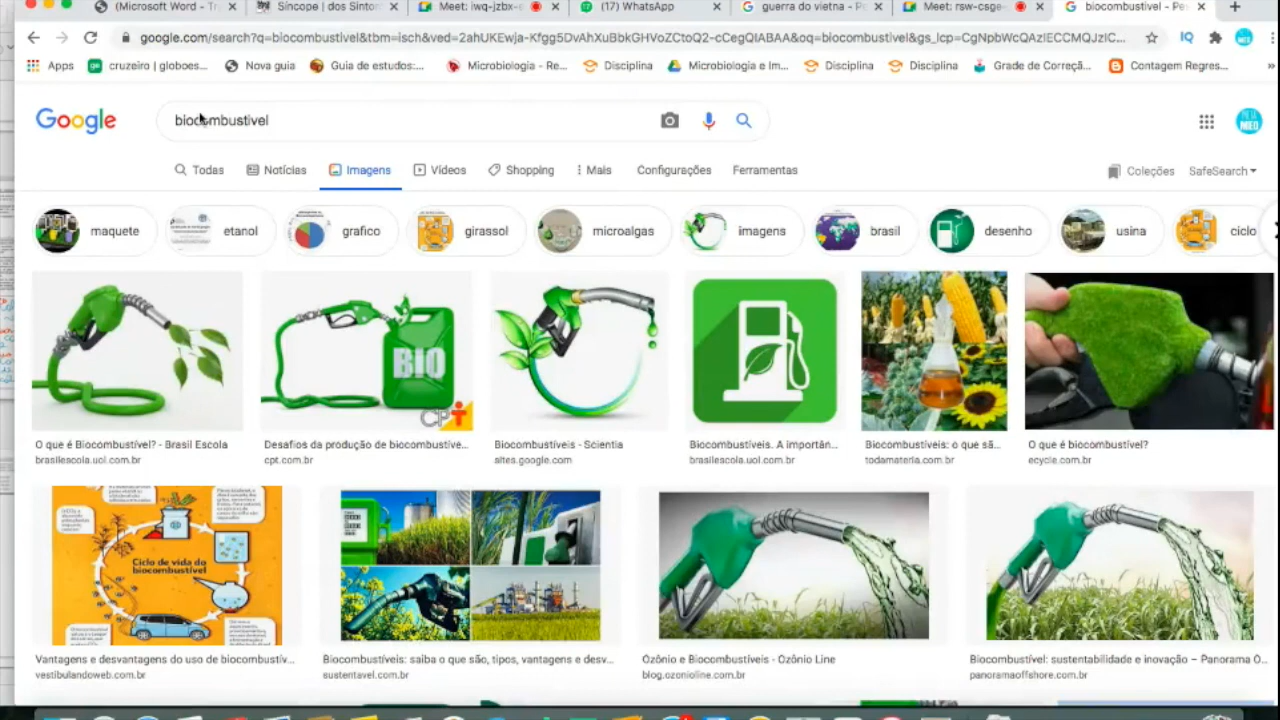 (Microsoft Word - Tr
Síncope | dos Sinton
Meet: iwq-jzbx-e
(17) WhatsApp
guerra do vietna - Pe
Meet: rsw-csge-
biocombustivel - Pes
google.com/search?q=biocombustivel&tbm=isch&ved=2ahUKEwja-Kfgg5DvAhXuBbkGHVoZCtoQ2-cCegQIABAA&oq=biocombustivel&gs_lcp=CgNpbWcQAzIECCMQJzIC...
Apps
cruzeiro | globoes...
Nova guia
Guia de estudos:...
Microbiologia - Re...
Disciplina
Microbiologia e Im...
Disciplina
Disciplina
Grade de Correçã...
Contagem Regres...
Google
biocombustivel
Todas
Notícias
Imagens
Vídeos
Shopping
Mais
Configurações
Ferramentas
Coleções
SafeSearch
maquete
etanol
grafico
girassol
microalgas
imagens
brasil
desenho
usina
ciclo
BIO
CPT
O que é Biocombustível? - Brasil Escola
brasilescola.uol.com.br
Desafios da produção de biocombustíve...
cpt.com.br
Biocombustíveis - Scientia
sites.google.com
Biocombustíveis. A importân...
brasilescola.uol.com.br
Biocombustíveis: o que sã...
todamateria.com.br
O que é biocombustível?
ecycle.com.br
Ciclo de vida do
biocombustível
Vantagens e desvantagens do uso de biocombustív...
vestibulandoweb.com.br
Biocombustíveis: saiba o que são, tipos, vantagens e desv...
sustentavel.com.br
Ozônio e Biocombustíveis - Ozônio Line
blog.ozonioline.com.br
Biocombustível: sustentabilidade e inovação – Panorama O...
panoramaoffshore.com.br